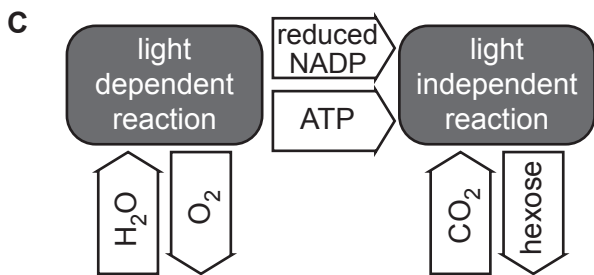 C
light
dependent
reaction
reduced
NADP
ATP
light
independent
reaction
H₂O
O₂
CO₂
hexose